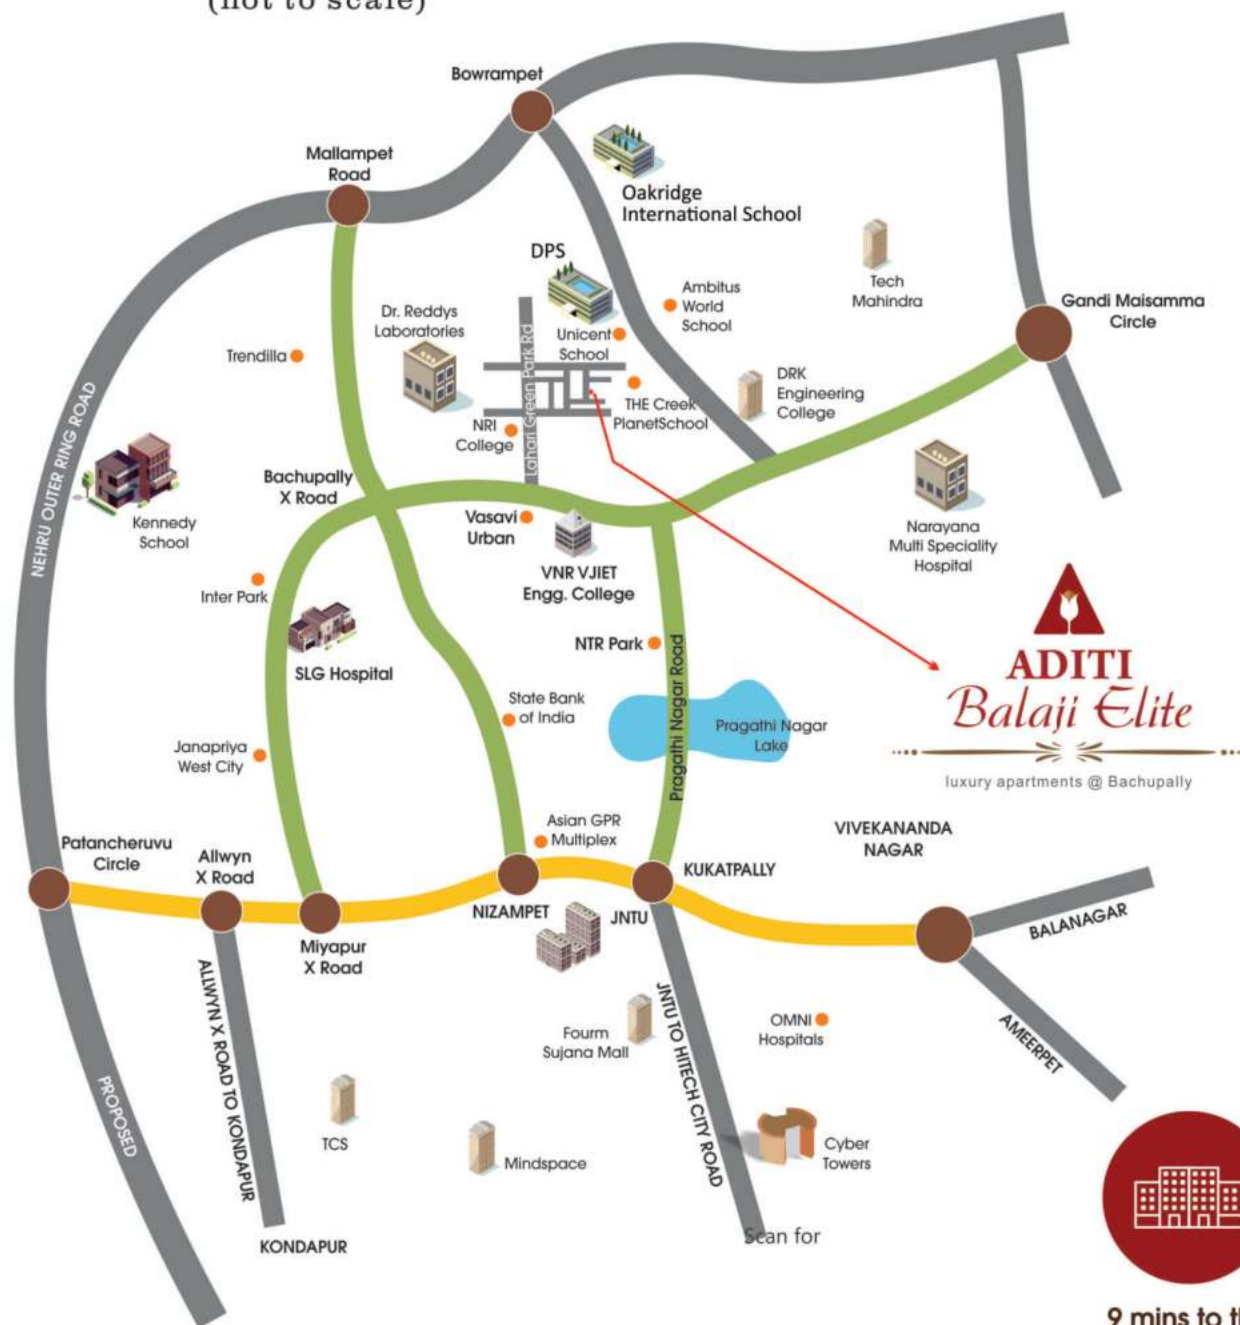 (not to scale)
Bowrampet
Mallampet
Road
Oakridge
International School
DPS
Tech
Mahindra
Ambitus
World
School
Gandi Maisamma
Circle
Dr. Reddys
Laboratories
Unicent
School
Trendilla
Lahari Green Park Rd
DRK
Engineering
College
THE Creek
PlanetSchool
NRI
College
NEHRU OUTER RING ROAD
Bachupally
X Road
Kennedy
School
Vasavi
Urban
Narayana
Multi Speciality
Hospital
VNR VJIET
Engg. College
Inter Park
SLG Hospital
NTR Park
Pragathi Nagar Road
ADITI
Balaji Elite
luxury apartments @ Bachupally
State Bank
of India
Pragathi Nagar
Lake
Janapriya
West City
Asian GPR
Multiplex
VIVEKANANDA
NAGAR
Patancheruvu
Circle
Allwyn
X Road
KUKATPALLY
NIZAMPET
JNTU
BALANAGAR
Miyapur
X Road
ALLWYN X ROAD TO KONDAPUR
JNTU TO HITECH CITY ROAD
OMNI
Hospitals
AMEERPET
Fourm
Sujana Mall
PROPOSED
TCS
Mindspace
Cyber
Towers
Scan for
KONDAPUR
9 mins to